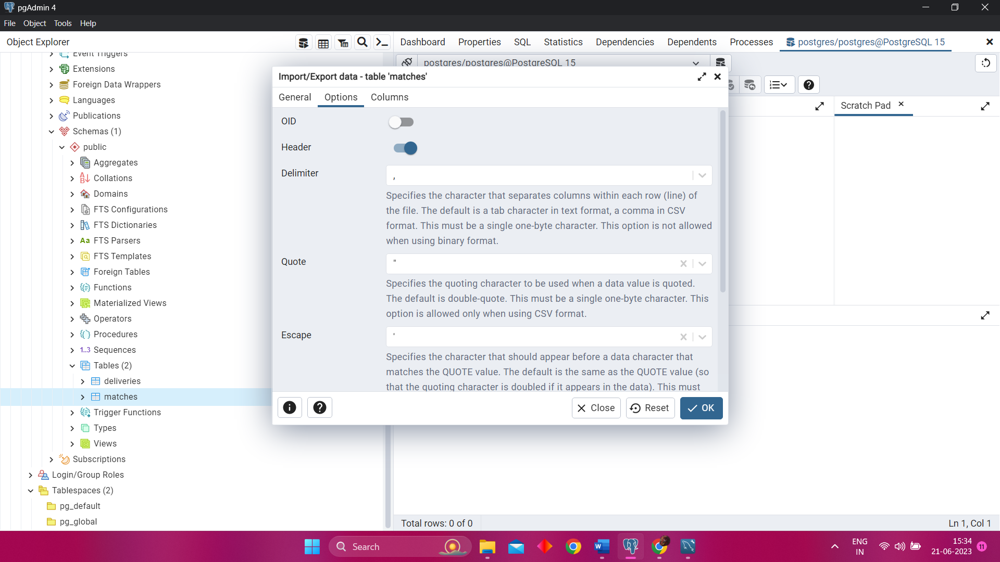 pgAdmin 4
File Object Tools Help
Object Explorer
Dashboard Properties SQL Statistics Dependencies Dependents Processes postgres/postgres@PostgreSQL 15
Event Triggers
Extensions
Foreign Data Wrappers
Languages
Publications
Schemas (1)
public
Aggregates
Collations
Domains
FTS Configurations
FTS Dictionaries
Aa FTS Parsers
FTS Templates
Foreign Tables
Functions
Materialized Views
Operators
Procedures
1..3 Sequences
Tables (2)
deliveries
matches
Trigger Functions
Types
Views
Subscriptions
Login/Group Roles
Tablespaces (2)
pg_default
pg_global
postgres/postgres@PostgreSQL 15
Scratch Pad
Import/Export data - table 'matches'
General Options Columns
OID
Header
Delimiter
,
Specifies the character that separates columns within each row (line) of
the file. The default is a tab character in text format, a comma in CSV
format. This must be a single one-byte character. This option is not allowed
when using binary format.
Quote
"
Specifies the quoting character to be used when a data value is quoted.
The default is double-quote. This must be a single one-byte character. This
option is allowed only when using CSV format.
Escape
'
Specifies the character that should appear before a data character that
matches the QUOTE value. The default is the same as the QUOTE value (so
that the quoting character is doubled if it appears in the data). This must
Close Reset OK
Total rows: 0 of 0
Ln 1, Col 1
Search
ENG
IN
15:34
21-06-2023
11